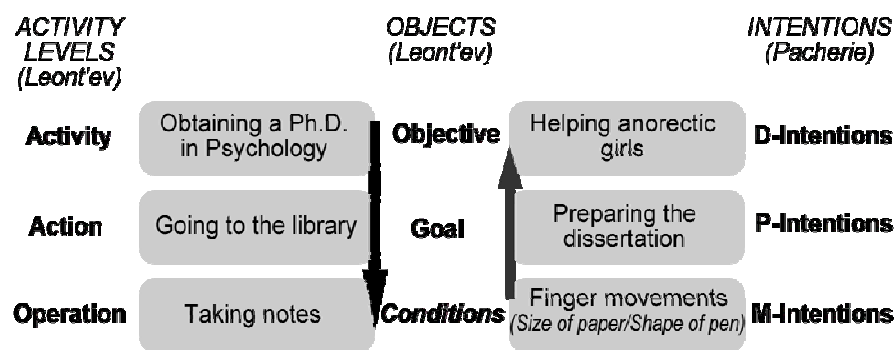 ACTIVITY
LEVELS
(Leont'ev)
OBJECTS
(Leont'ev)
INTENTIONS
(Pacherie)
Activity
Obtaining a Ph.D.
in Psychology
Objective
Helping anorectic
girls
D-Intentions
Action
Going to the library
Goal
Preparing the
dissertation
P-Intentions
Operation
Taking notes
Conditions
Finger movements
(Size of paper/Shape of pen)
M-Intentions